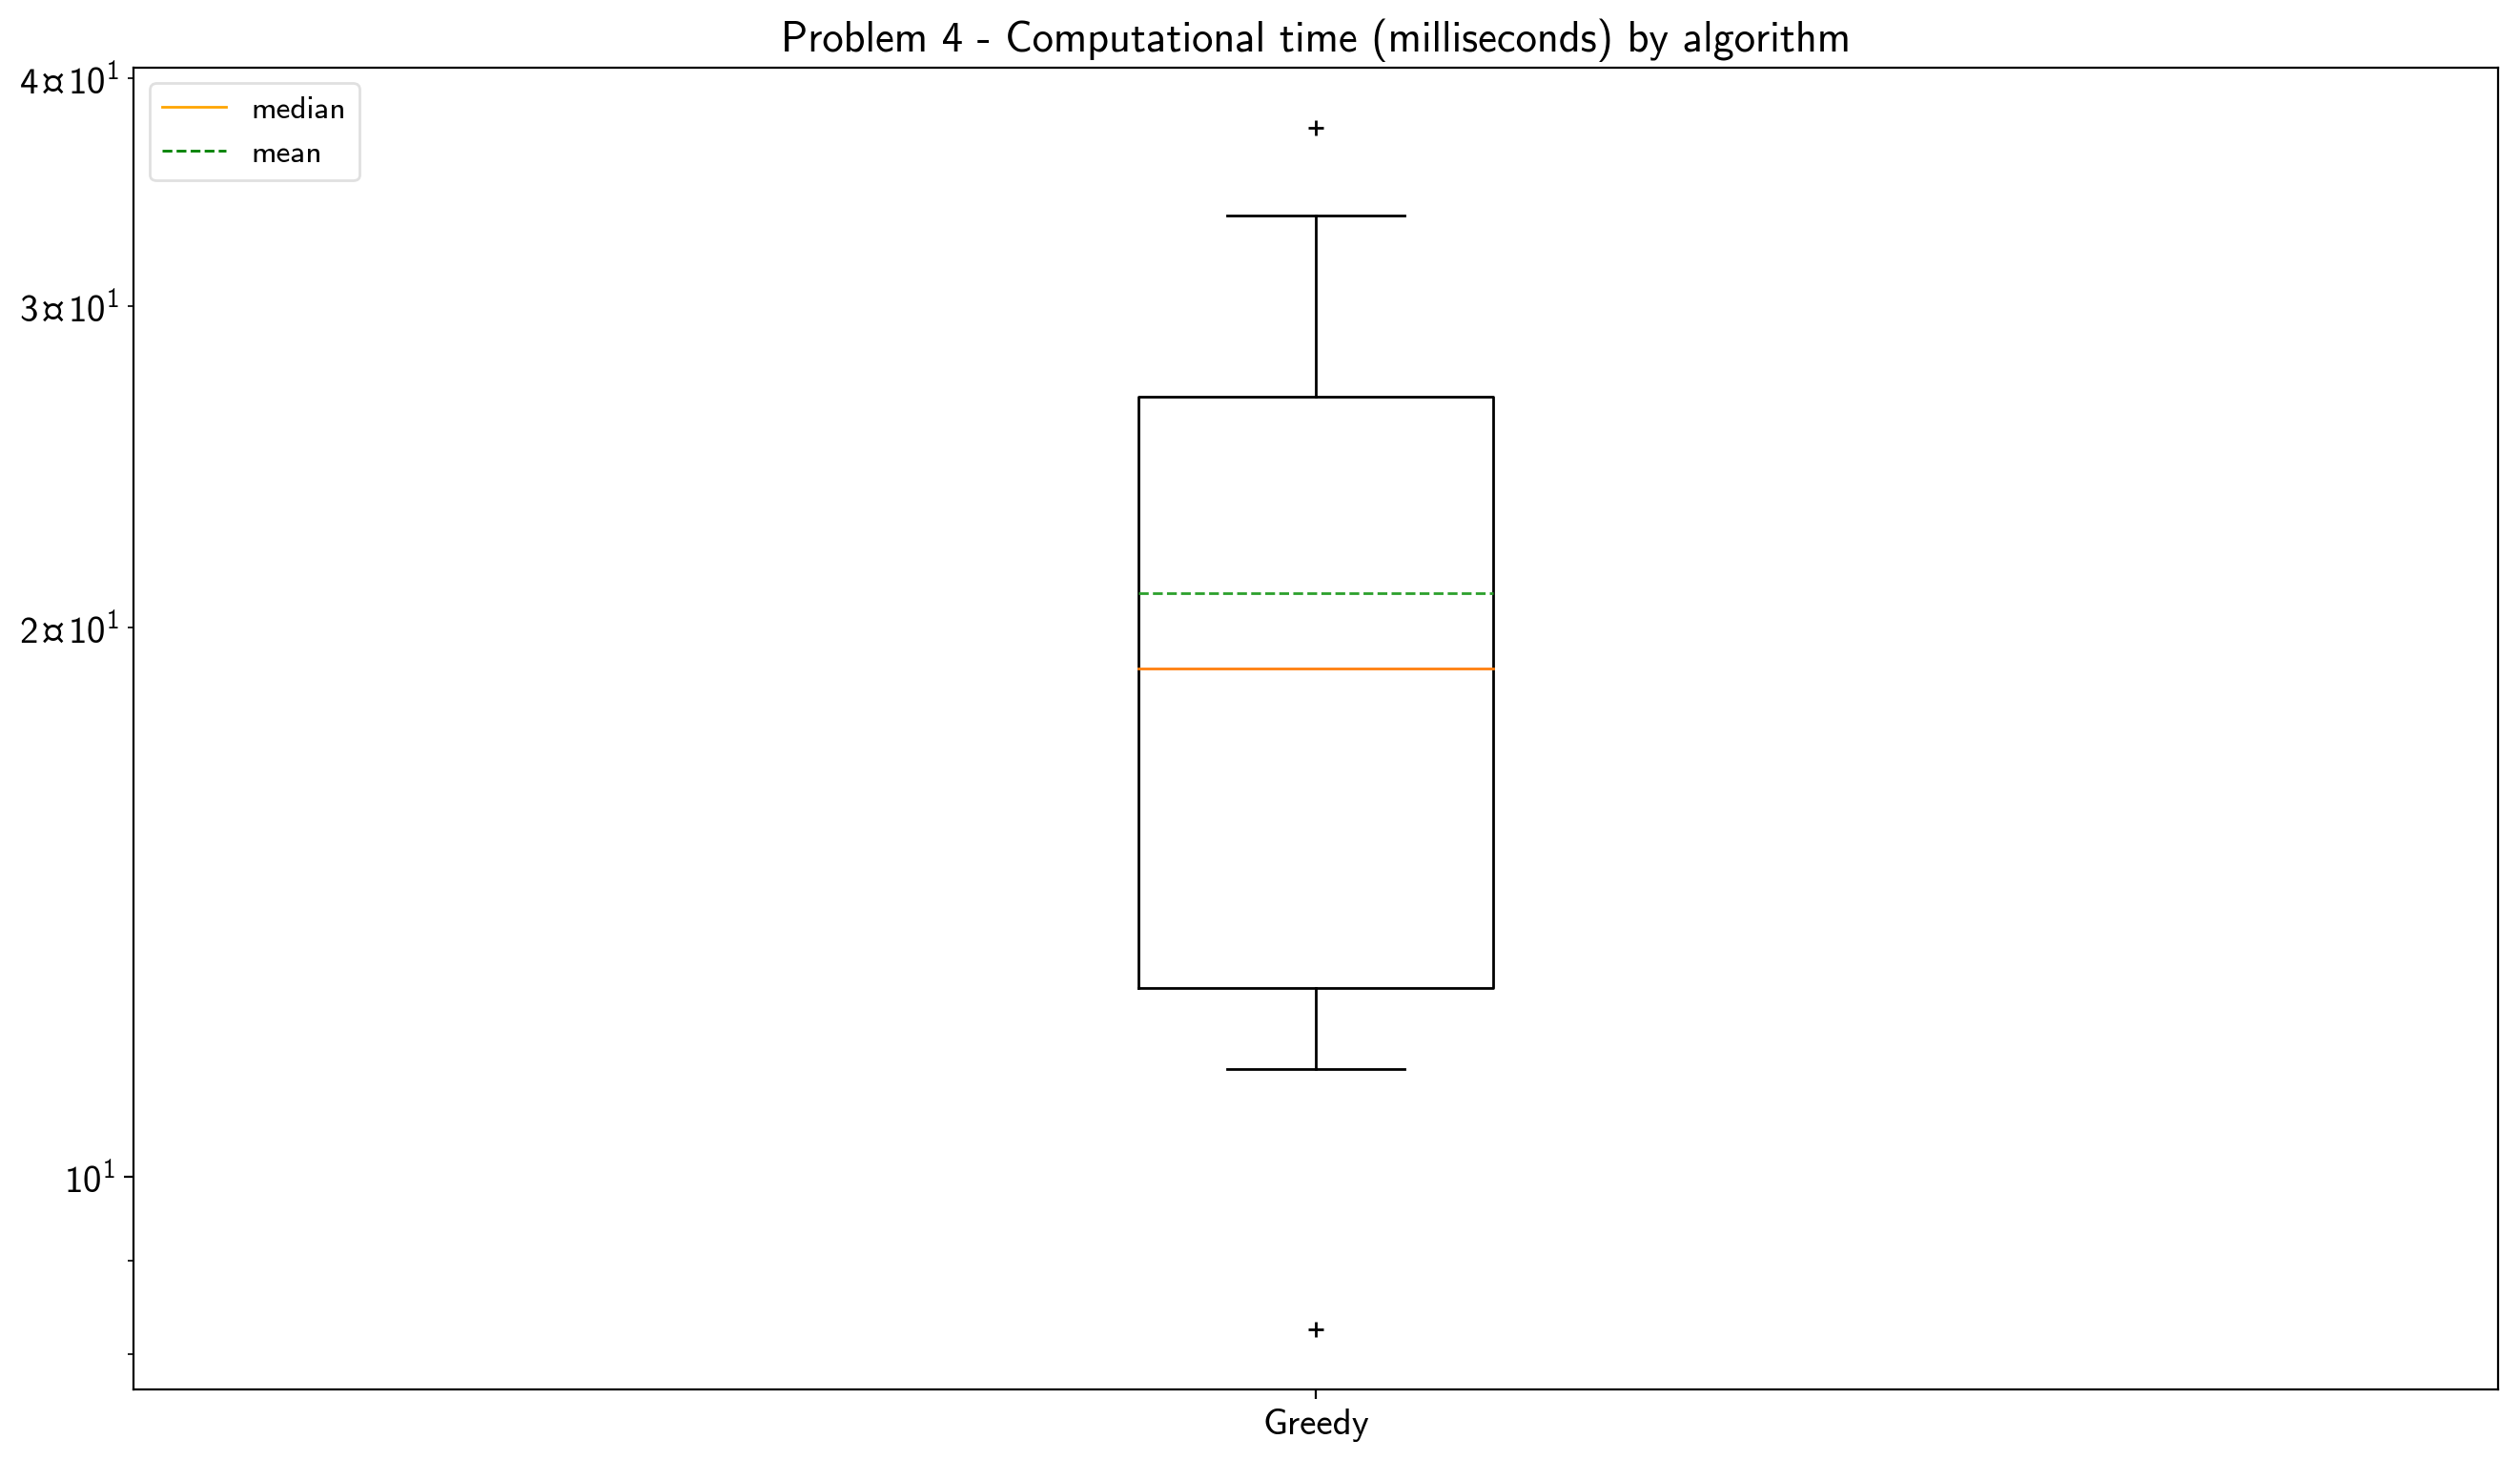 Problem 4 - Computational time (milliseconds) by algorithm
4¤10¹
median
mean
3¤10¹
2¤10¹
10¹
Greedy